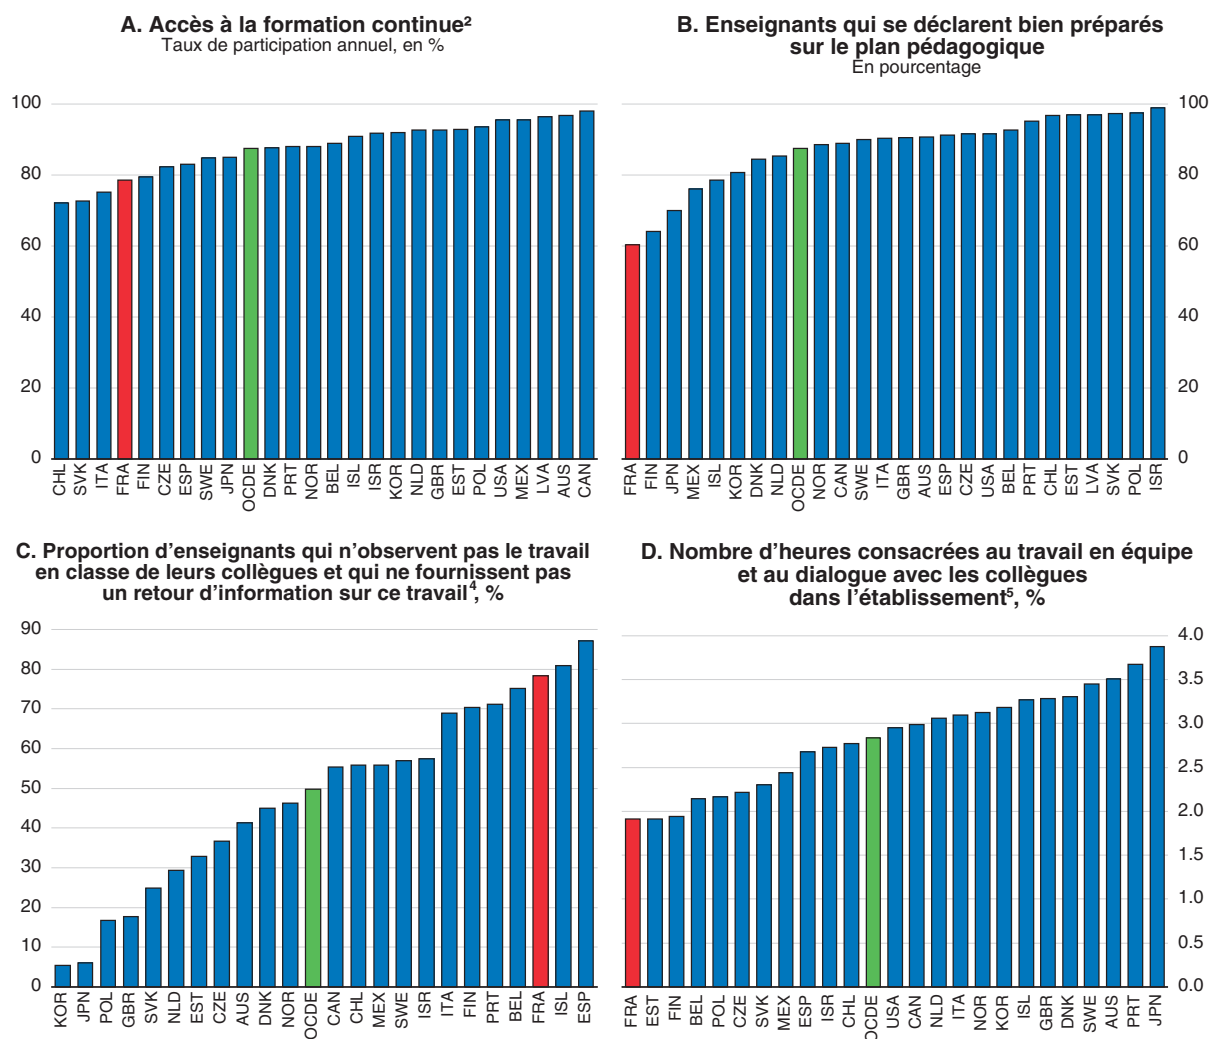 A. Accès à la formation continue²
Taux de participation annuel, en %
100
80
60
40
20
0
CHL SVK ITA FRA FIN CZE ESP SWE JPN OCDE DNK PRT NOR BEL ISL ISR KOR NLD GBR EST POL USA MEX LVA AUS CAN
B. Enseignants qui se déclarent bien préparés
sur le plan pédagogique
En pourcentage
100
80
60
40
20
0
FRA FIN JPN MEX ISL KOR DNK NLD OCDE NOR CAN SWE ITA GBR AUS ESP CZE USA BEL PRT CHL EST LVA SVK POL ISR
C. Proportion d'enseignants qui n'observent pas le travail
en classe de leurs collègues et qui ne fournissent pas
un retour d'information sur ce travail⁴, %
90
80
70
60
50
40
30
20
10
0
KOR JPN POL GBR SVK NLD EST CZE AUS DNK NOR OCDE CAN CHL MEX SWE ISR ITA FIN PRT BEL FRA ISL ESP
D. Nombre d'heures consacrées au travail en équipe
et au dialogue avec les collègues
dans l'établissement⁵, %
4.0
3.5
3.0
2.5
2.0
1.5
1.0
0.5
0.0
FRA EST FIN BEL POL CZE SVK MEX ESP ISR CHL OCDE USA CAN NLD ITA NOR KOR ISL GBR DNK SWE AUS PRT JPN